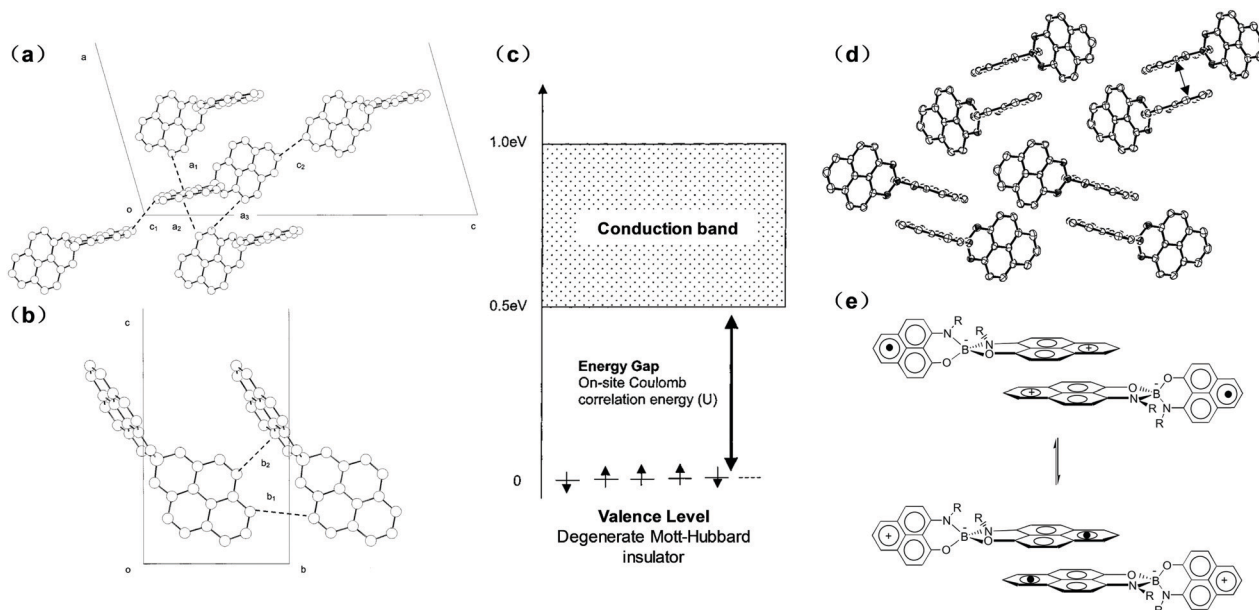 (a)
a
a₁
c₂
o
c₁
a₂
a₃
c
(b)
c
b₂
b₁
o
b
(c)
1.0eV
Conduction band
0.5eV
Energy Gap
On-site Coulomb
correlation energy (U)
0
Valence Level
Degenerate Mott-Hubbard
insulator
(d)
(e)
R
N
R
N
B
-
O
O
+
+
O
N
B
-
R
O
N
R
R
N
R
N
B
-
O
O
+
O
N
B
-
R
O
N
R
+